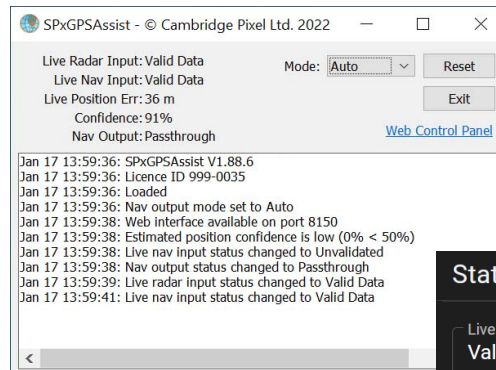 SPxGPSAssist - © Cambridge Pixel Ltd. 2022
Live Radar Input: Valid Data
Mode: Auto
Reset
Live Nav Input: Valid Data
Live Position Err: 36 m
Exit
Confidence: 91%
Nav Output: Passthrough
Web Control Panel
Jan 17 13:59:36: SPxGPSAssist V1.88.6
Jan 17 13:59:36: Licence ID 999-0035
Jan 17 13:59:36: Loaded
Jan 17 13:59:36: Nav output mode set to Auto
Jan 17 13:59:38: Web interface available on port 8150
Jan 17 13:59:38: Estimated position confidence is low (0% < 50%)
Jan 17 13:59:38: Live nav input status changed to Unvalidated
Jan 17 13:59:38: Nav output status changed to Passthrough
Jan 17 13:59:39: Live radar input status changed to Valid Data
Jan 17 13:59:41: Live nav input status changed to Valid Data
Stat
Live
Val